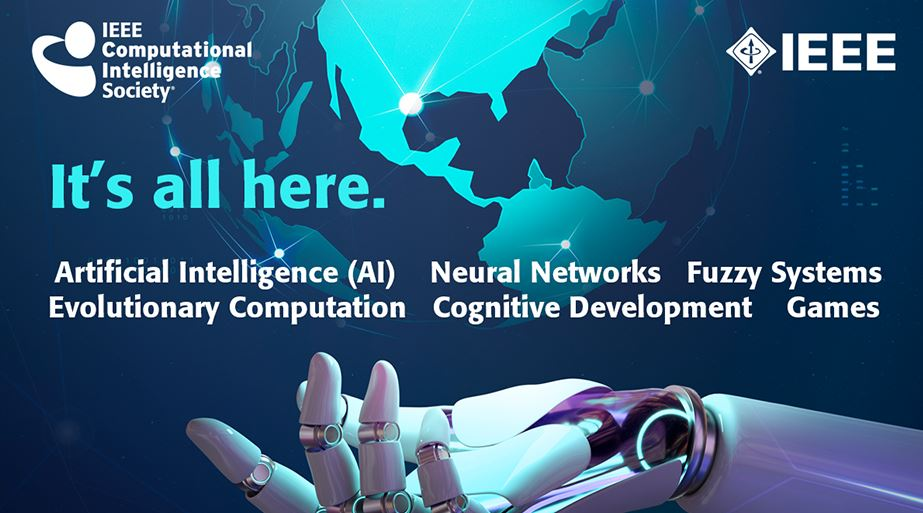 IEEE
Computational
Intelligence
Society®
IEEE
It's all here.
Artificial Intelligence (AI) Neural Networks Fuzzy Systems
Evolutionary Computation Cognitive Development Games
1010